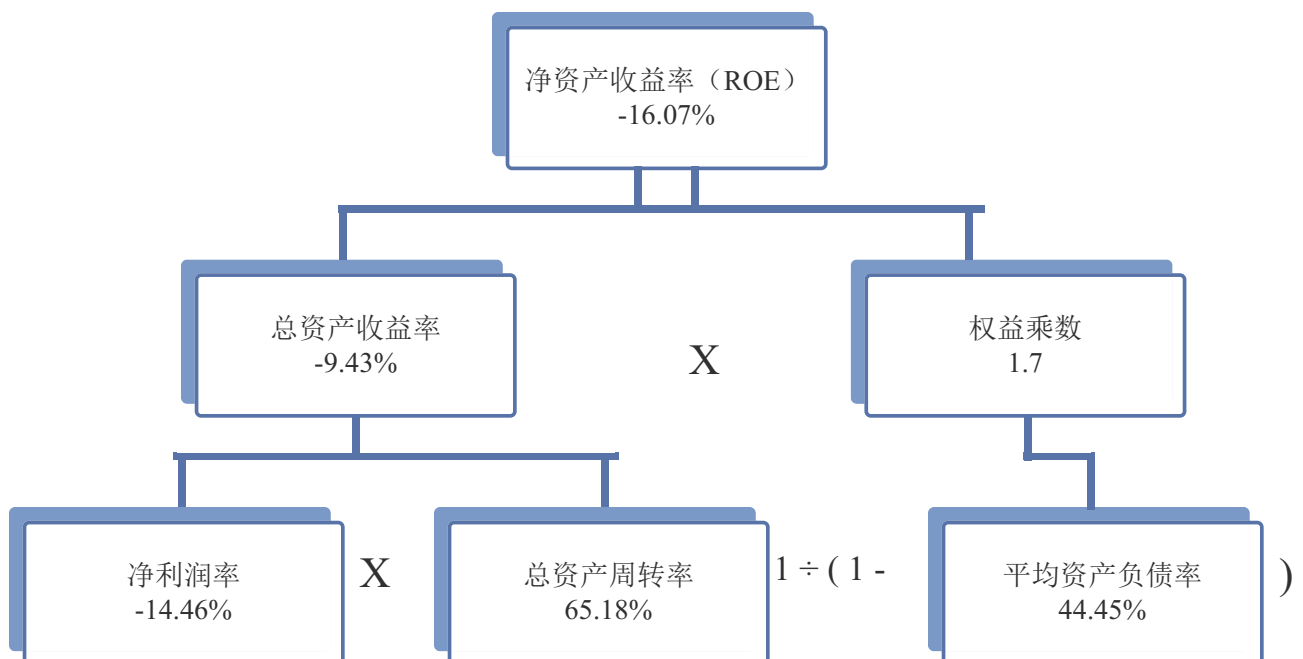 净资产收益率（ROE）
-16.07%
总资产收益率
-9.43%
X
权益乘数
1.7
净利润率
-14.46%
X
总资产周转率
65.18%
1 ÷ ( 1 -
平均资产负债率
44.45%
)